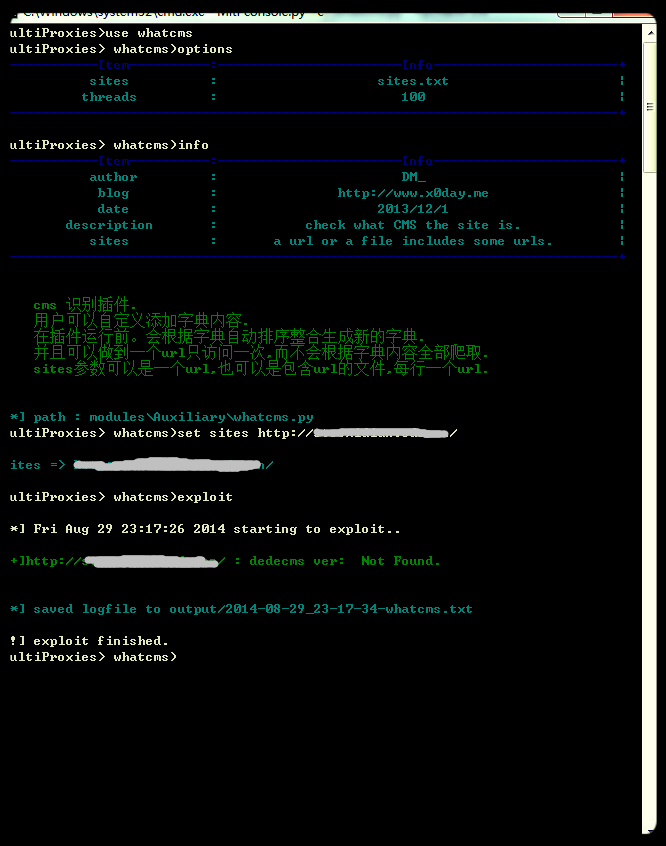 C:\Windows\system32\cmd.exe - Mlti console.py - c
ultiProxies>use whatcms
ultiProxies> whatcms>options
Item : Info
sites : sites.txt ¦
threads : 100 ¦
ultiProxies> whatcms>info
Item : Info
author : DM_ ¦
blog : http://www.x0day.me ¦
date : 2013/12/1 ¦
description : check what CMS the site is. ¦
sites : a url or a file includes some urls. ¦
cms 识别插件.
用户可以自定义添加字典内容.
在插件运行前。会根据字典自动排序整合生成新的字典.
并且可以做到一个url只访问一次,而不会根据字典内容全部爬取.
sites参数可以是一个url,也可以是包含url的文件,每行一个url.
*] path : modules\Auxiliary\whatcms.py
ultiProxies> whatcms>set sites http:// /
ites => /
ultiProxies> whatcms>exploit
*] Fri Aug 29 23:17:26 2014 starting to exploit..
+]http:// / : dedecms ver:  Not Found.
*] saved logfile to output/2014-08-29_23-17-34-whatcms.txt
!] exploit finished.
ultiProxies> whatcms>